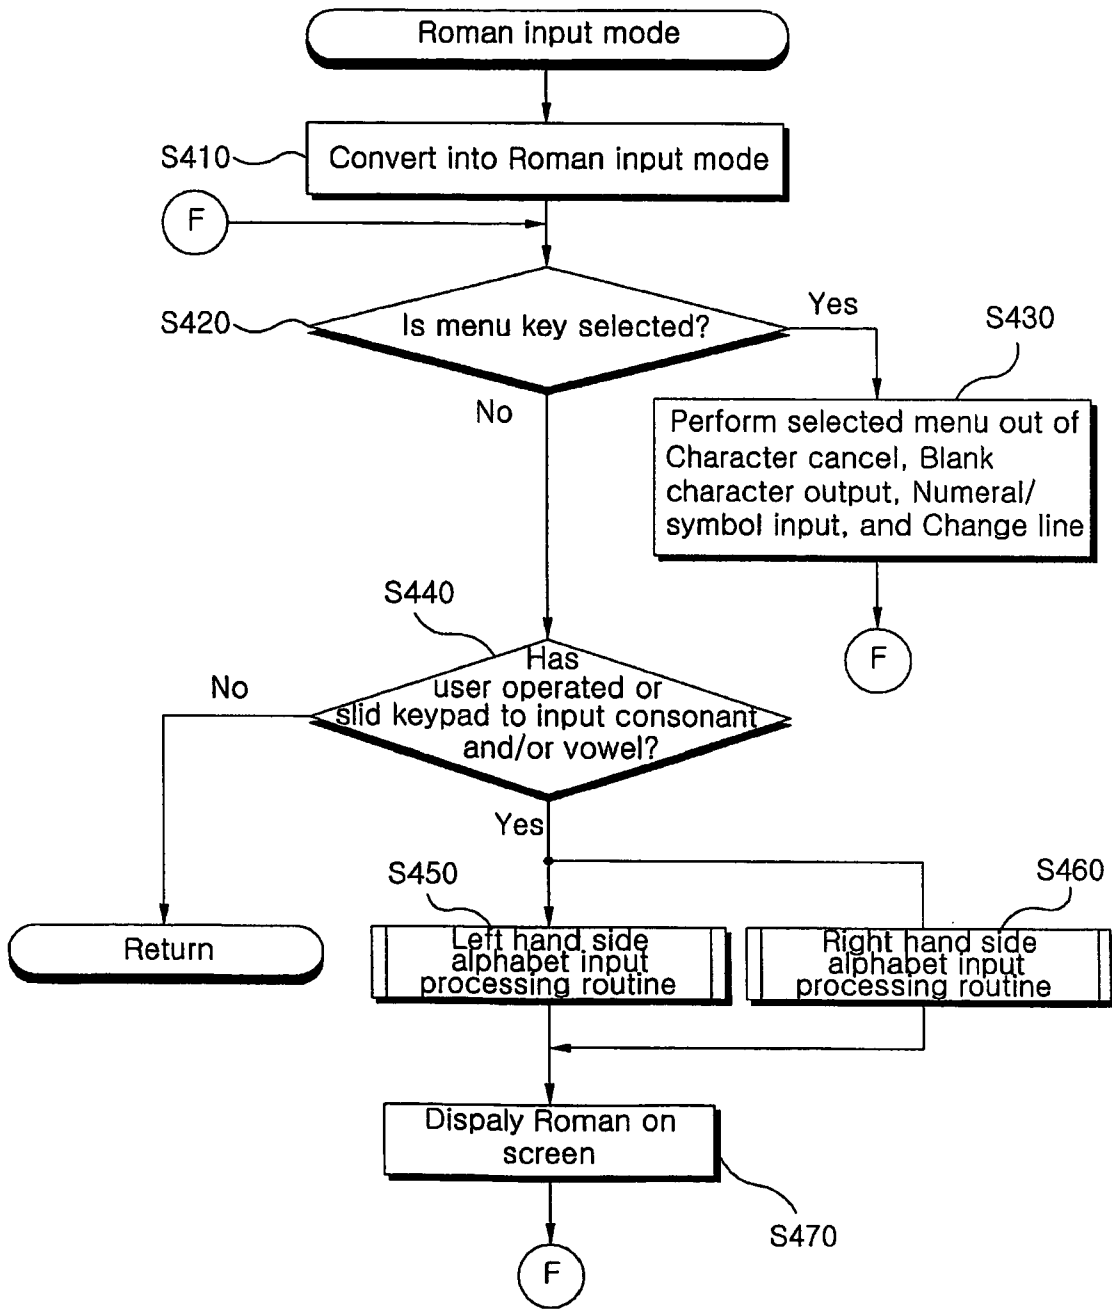 Roman input mode
S410
Convert into Roman input mode
F
S420
Is menu key selected?
Yes
No
S430
Perform selected menu out of
Character cancel, Blank
character output, Numeral/
symbol input, and Change line
F
S440
Has
user operated or
slid keypad to input consonant
and/or vowel?
No
Yes
Return
S450
Left hand side
alphabet input
processing routine
S460
Right hand side
alphabet input
processing routine
Dispaly Roman on
screen
S470
F